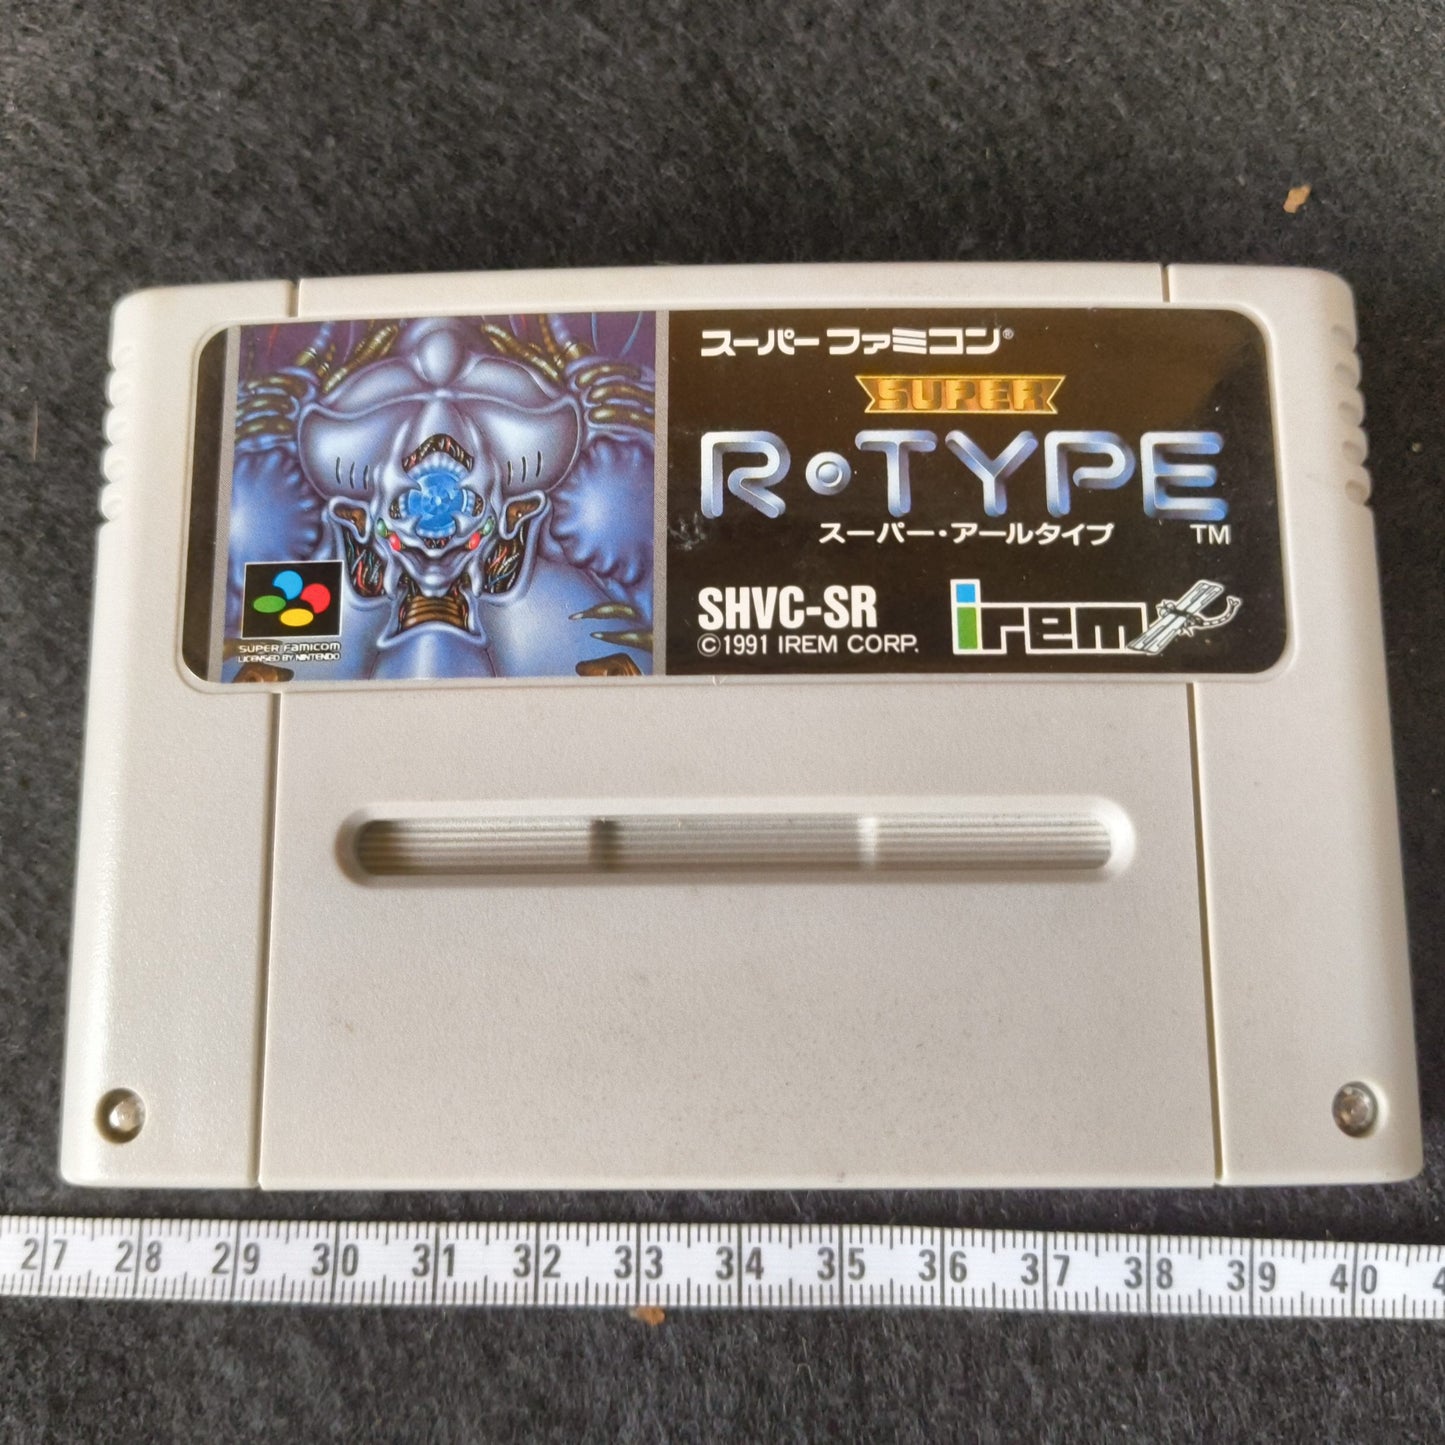 スーパーファミコン®
SUPER
R·TYPE
スーパー・アールタイプ TM
SHVC-SR
©1991 IREM CORP.
irem
SUPER FAMICOM
LICENSED BY NINTENDO
27 28 29 30 31 32 33 34 35 36 37 38 39 40